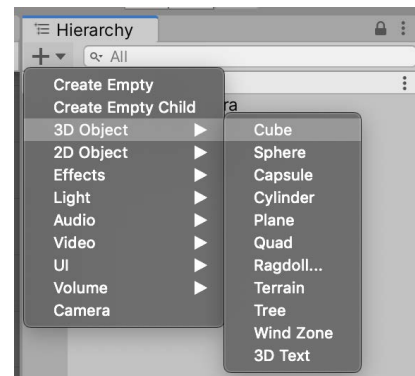 Hierarchy
All
ra
Create Empty
Create Empty Child
3D Object
2D Object
Effects
Light
Audio
Video
UI
Volume
Camera
Cube
Sphere
Capsule
Cylinder
Plane
Quad
Ragdoll...
Terrain
Tree
Wind Zone
3D Text